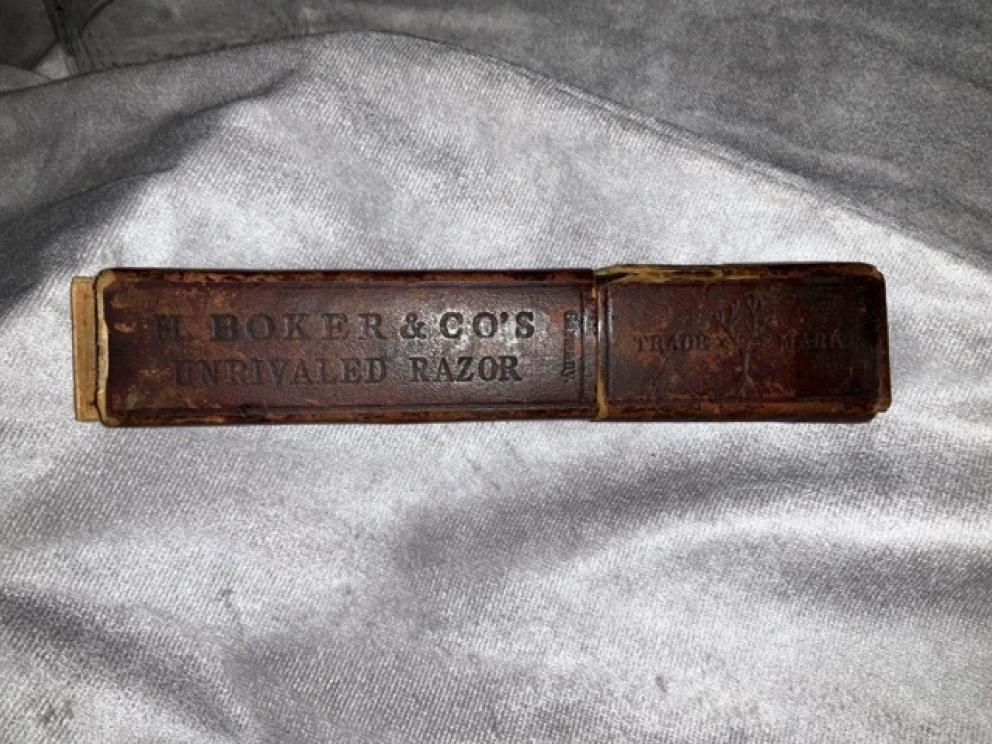 H. BOKER & CO'S
UNRIVALED RAZOR
TRADE MARK